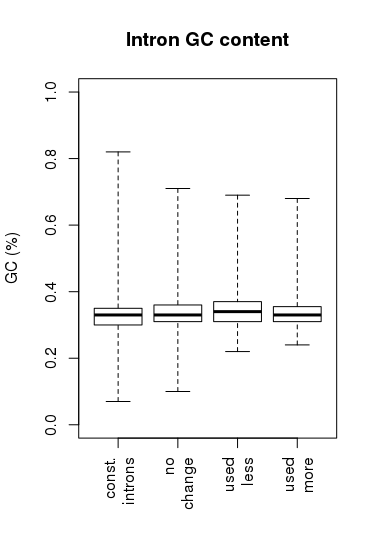 Intron GC content
GC (%)
1.0
0.8
0.6
0.4
0.2
0.0
const.
introns
no
change
used
less
used
more